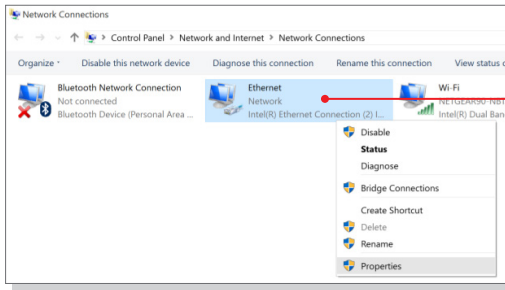 Network Connections
Control Panel > Network and Internet > Network Connections
Organize Disable this network device Diagnose this connection Rename this connection View status
Bluetooth Network Connection
Not connected
Bluetooth Device (Personal Area ...
Ethernet
Network
Intel(R) Ethernet Connection (2) I...
Wi-Fi
Intel(R) Dual Ban
Disable
Status
Diagnose
Bridge Connections
Create Shortcut
Delete
Rename
Properties